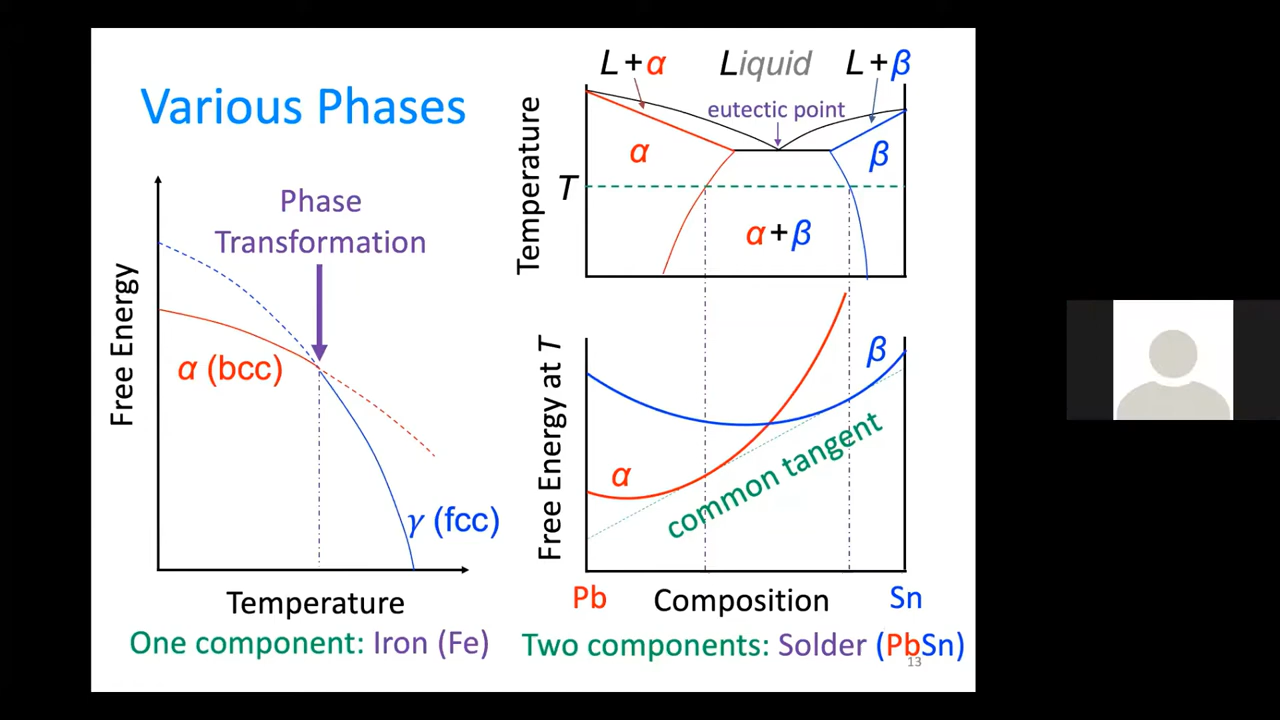 Various Phases
Phase
Transformation
Free Energy
α (bcc)
γ (fcc)
Temperature
One component: Iron (Fe)
L+α
Liquid
L+β
eutectic point
Temperature
α
β
T
α+β
Free Energy at T
β
α
common tangent
Pb
Composition
Sn
Two components: Solder (PbSn)
13